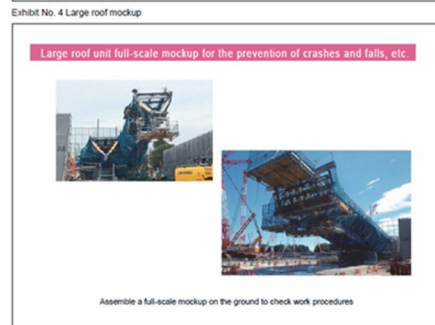 Exhibit No. 4 Large roof mockup
Large roof unit full-scale mockup for the prevention of crashes and falls, etc.
Assemble a full-scale mockup on the ground to check work procedures